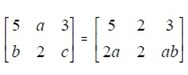 [5 a 3] = [5 2 3]
[b 2 c] [2a 2 ab]